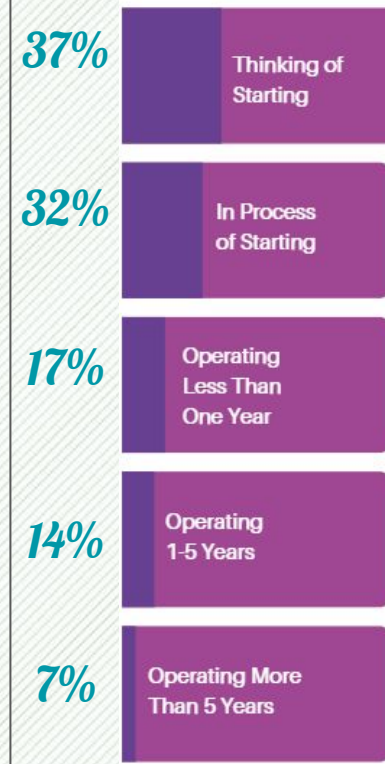 37%
Thinking of
Starting
32%
In Process
of Starting
17%
Operating
Less Than
One Year
14%
Operating
1-5 Years
7%
Operating More
Than 5 Years